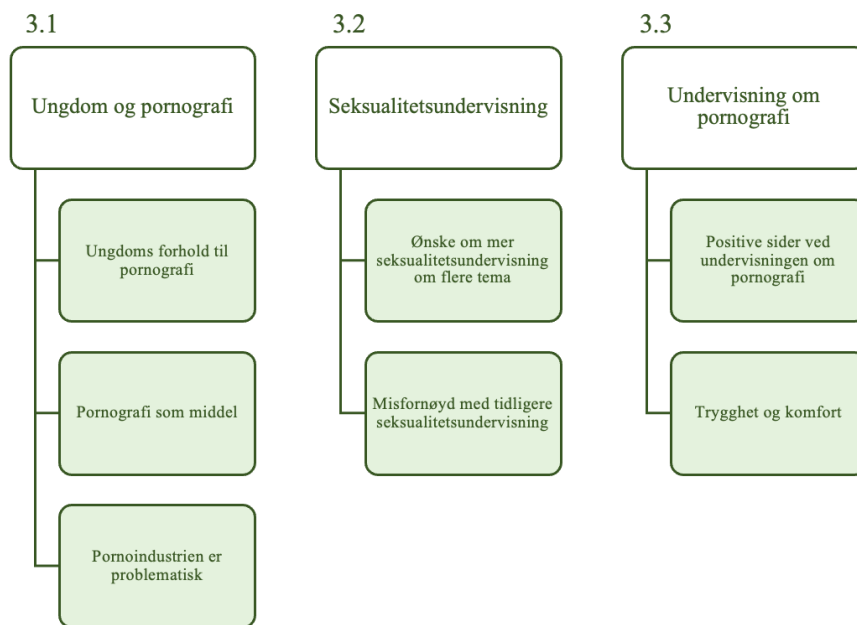 3.1
Ungdom og pornografi
Ungdoms forhold til
pornografi
Pornografi som middel
Pornoindustrien er
problematisk
3.2
Seksualitetsundervisning
Ønske om mer
seksualitetsundervisning
om flere tema
Misfornøyd med tidligere
seksualitetsundervisning
3.3
Undervisning om
pornografi
Positive sider ved
undervisningen om
pornografi
Trygghet og komfort